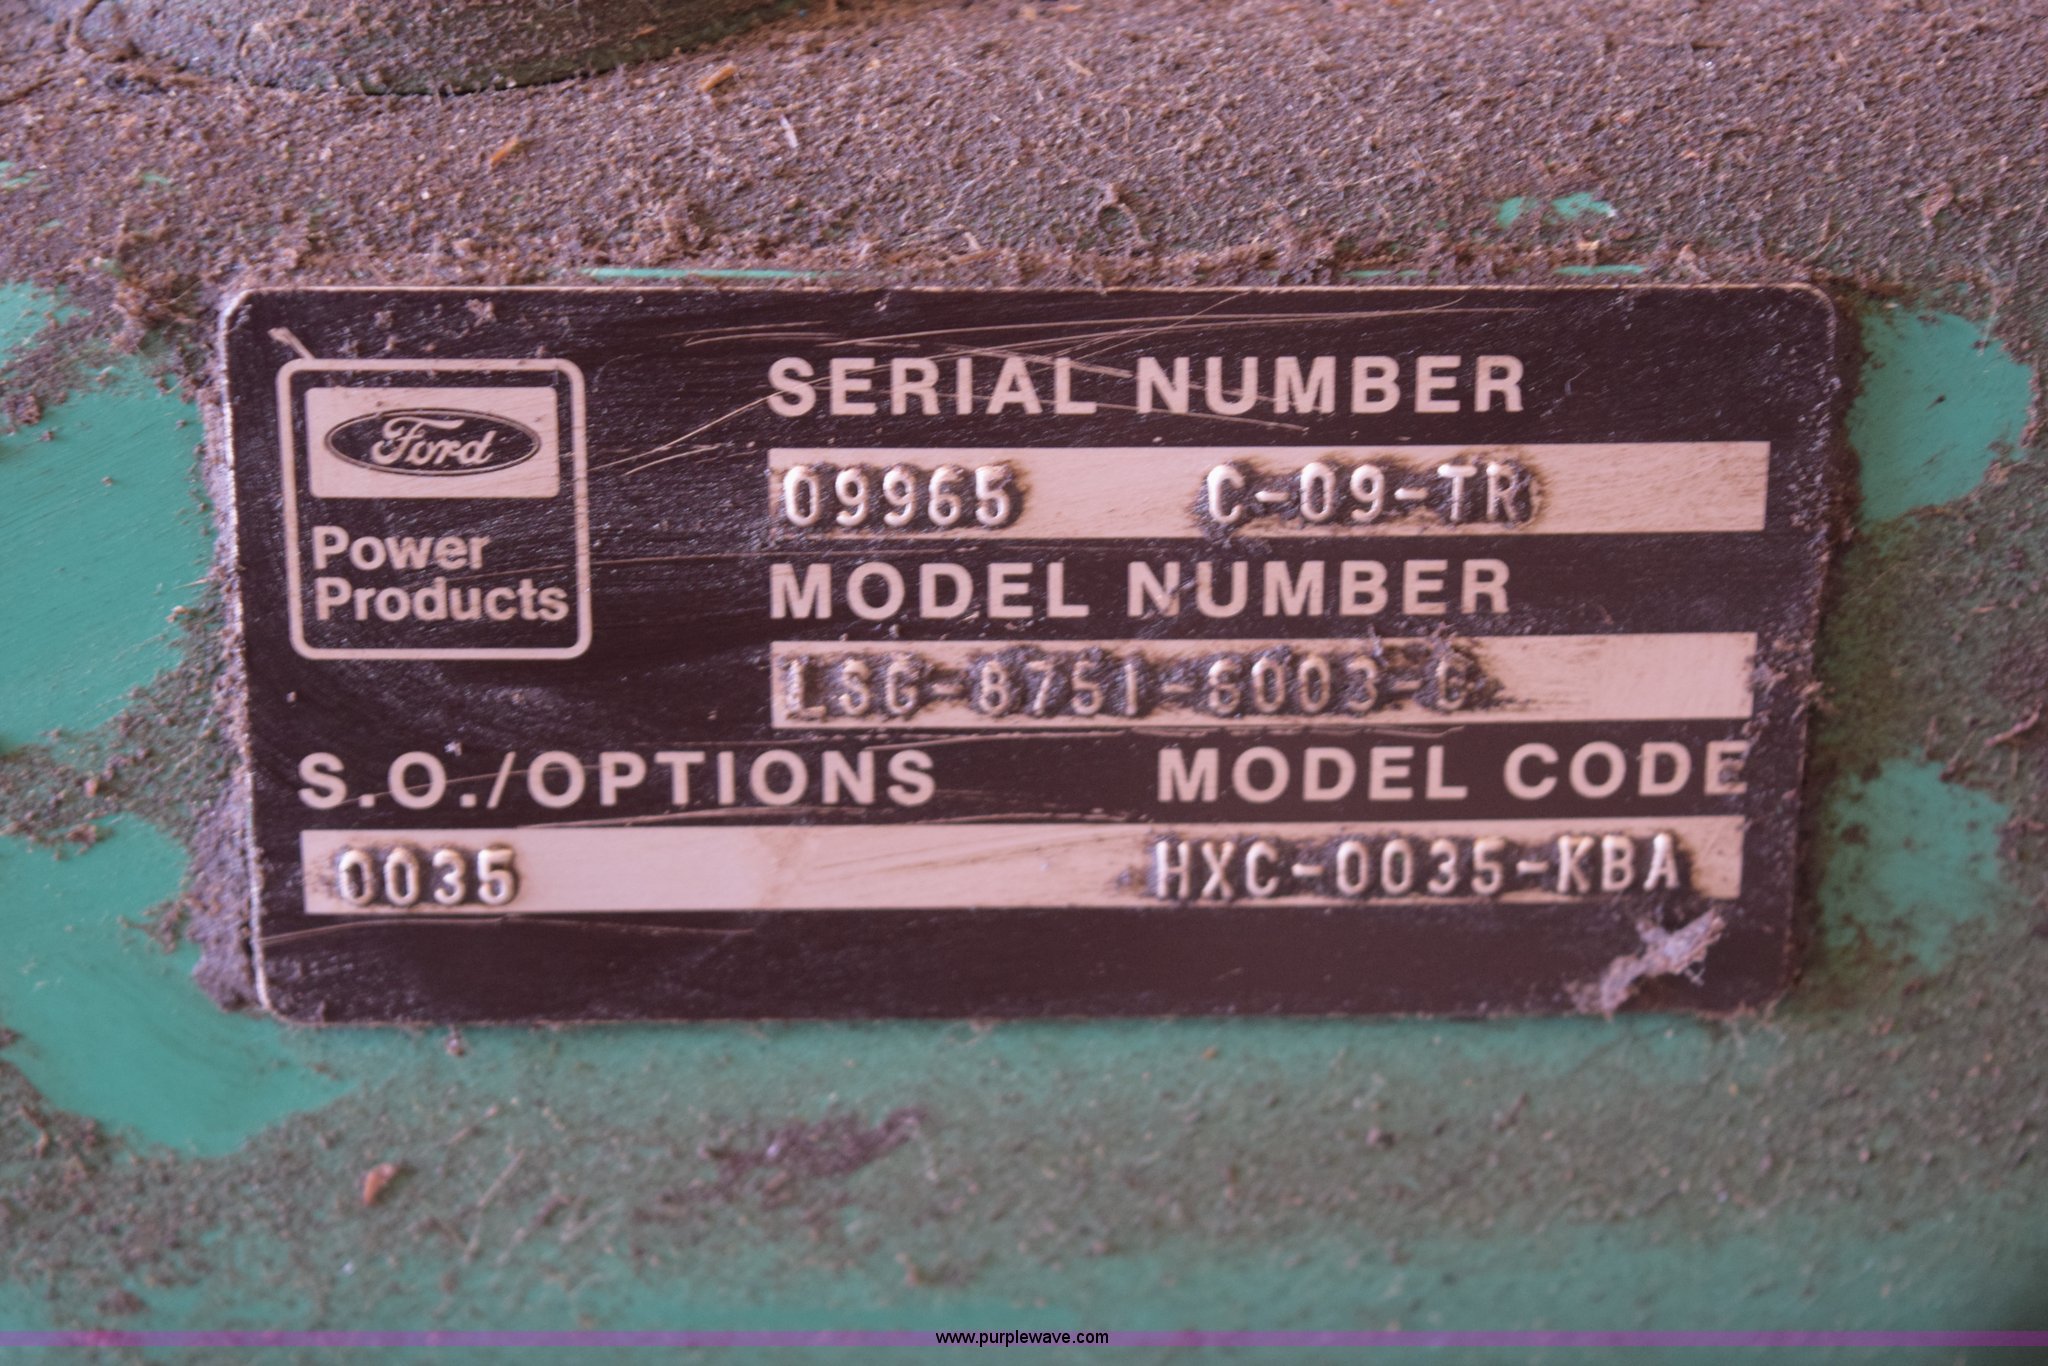 Ford
Power
Products
SERIAL NUMBER
09965 C-09-TR
MODEL NUMBER
LSG-8751-6003-G
S.O./OPTIONS MODEL CODE
0035 HXC-0035-KBA
www.purplewave.com